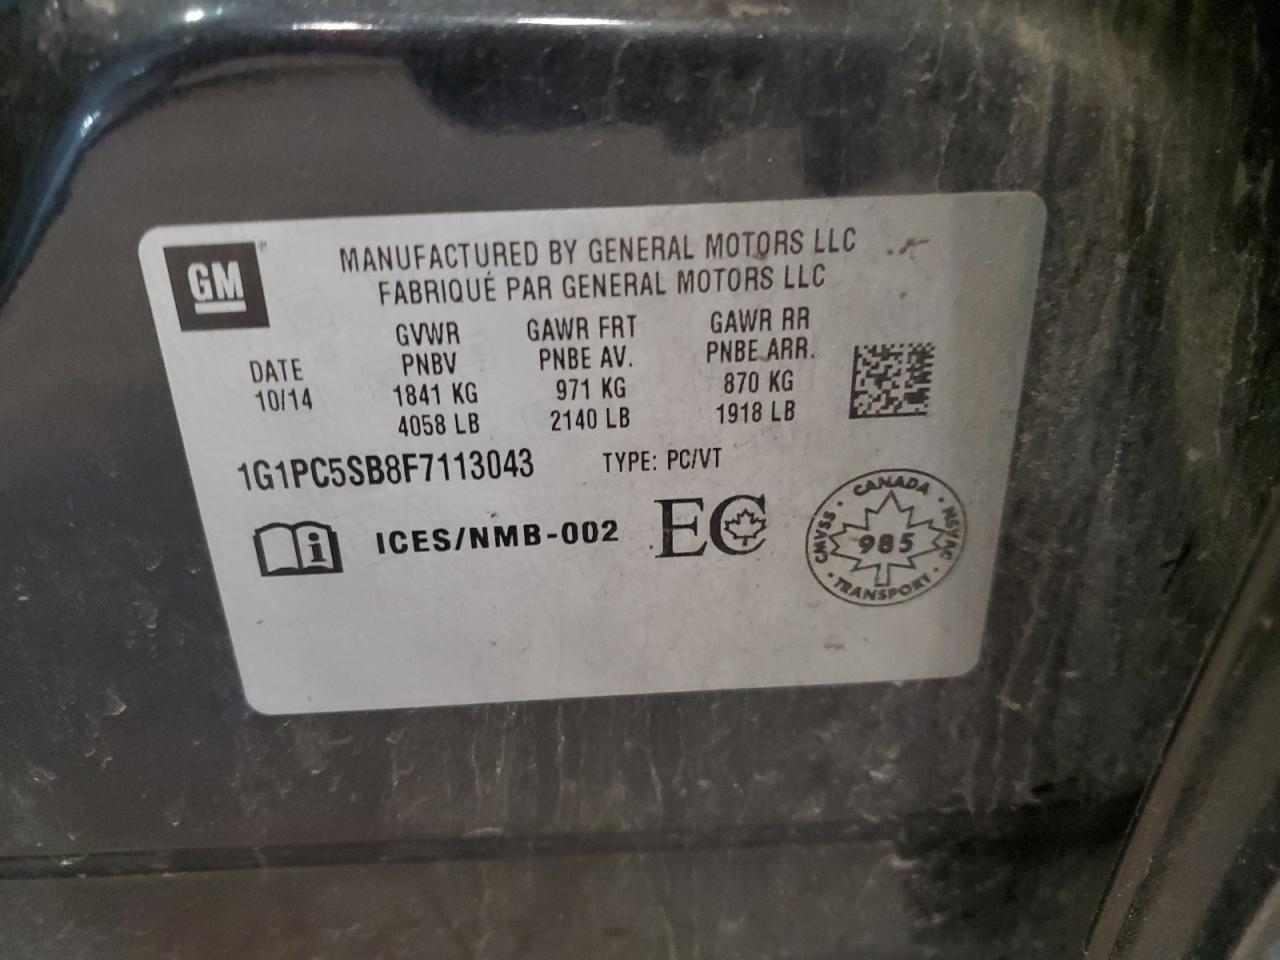 GM ®
MANUFACTURED BY GENERAL MOTORS LLC
FABRIQUÉ PAR GENERAL MOTORS LLC
DATE
10/14
GVWR
PNBV
1841 KG
4058 LB
GAWR FRT
PNBE AV.
971 KG
2140 LB
GAWR RR
PNBE ARR.
870 KG
1918 LB
1G1PC5SB8F7113043 TYPE: PC/VT
i ICES/NMB-002 EC
CANADA
CMVSS · NSVAC
985
TRANSPORT